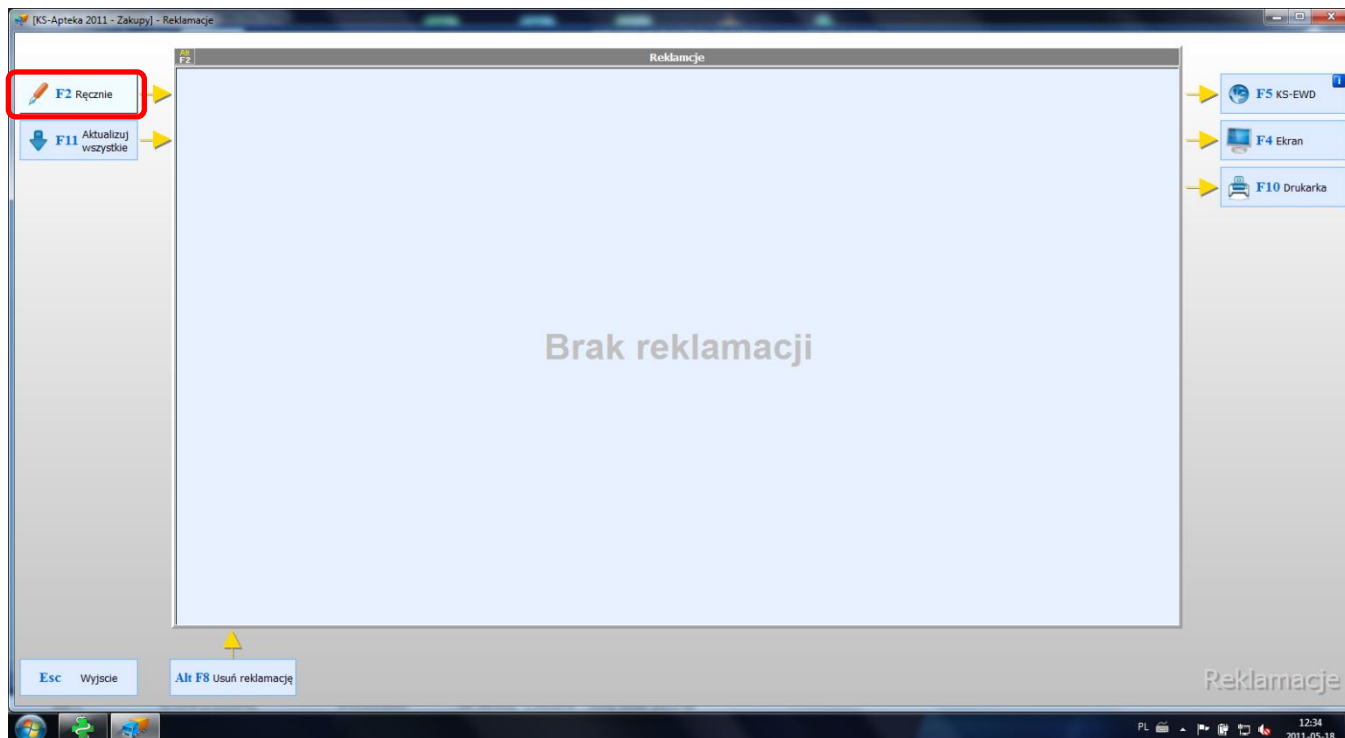 [KS-Apteka 2011 - Zakupy] - Reklamacje
Alt F2
Reklamcje
F2 Ręcznie
F11 Aktualizuj wszystkie
F5 KS-EWD
F4 Ekran
F10 Drukarka
Brak reklamacji
Esc Wyjscie
Alt F8 Usuń reklamację
Reklamacje
PL
12:34
2011-05-18